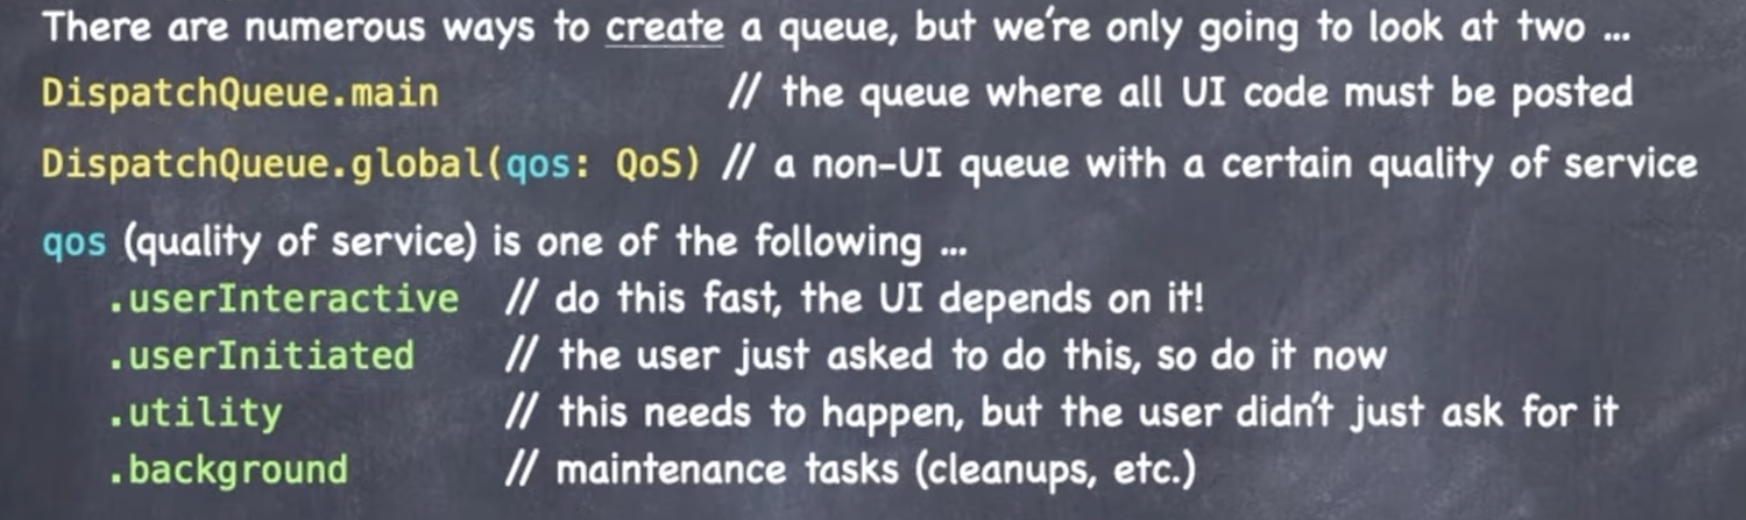 There are numerous ways to create a queue, but we're only going to look at two ...
DispatchQueue.main // the queue where all UI code must be posted
DispatchQueue.global(qos: QoS) // a non-UI queue with a certain quality of service
qos (quality of service) is one of the following ...
.userInteractive // do this fast, the UI depends on it!
.userInitiated // the user just asked to do this, so do it now
.utility // this needs to happen, but the user didn't just ask for it
.background // maintenance tasks (cleanups, etc.)